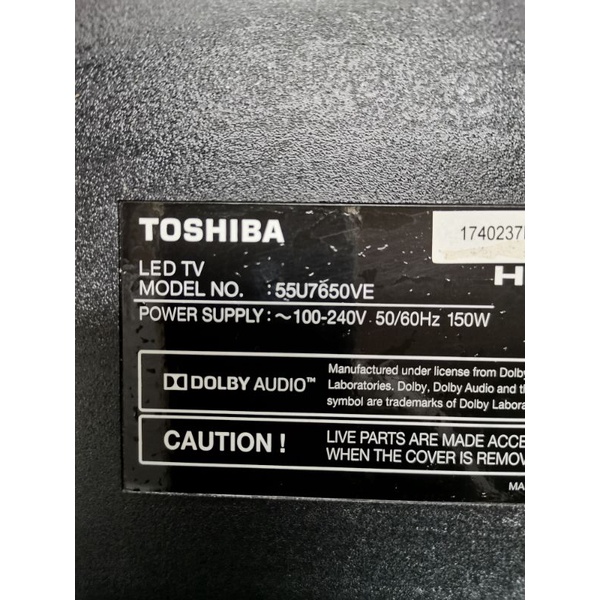 TOSHIBA
1740237
H
LED TV
MODEL NO. : 55U7650VE
POWER SUPPLY : ~100-240V 50/60Hz 150W
DOLBY AUDIO™
Manufactured under license from Dolby
Laboratories. Dolby, Dolby Audio and
symbol are trademarks of Dolby
CAUTION !
LIVE PARTS ARE MADE
WHEN THE COVER IS